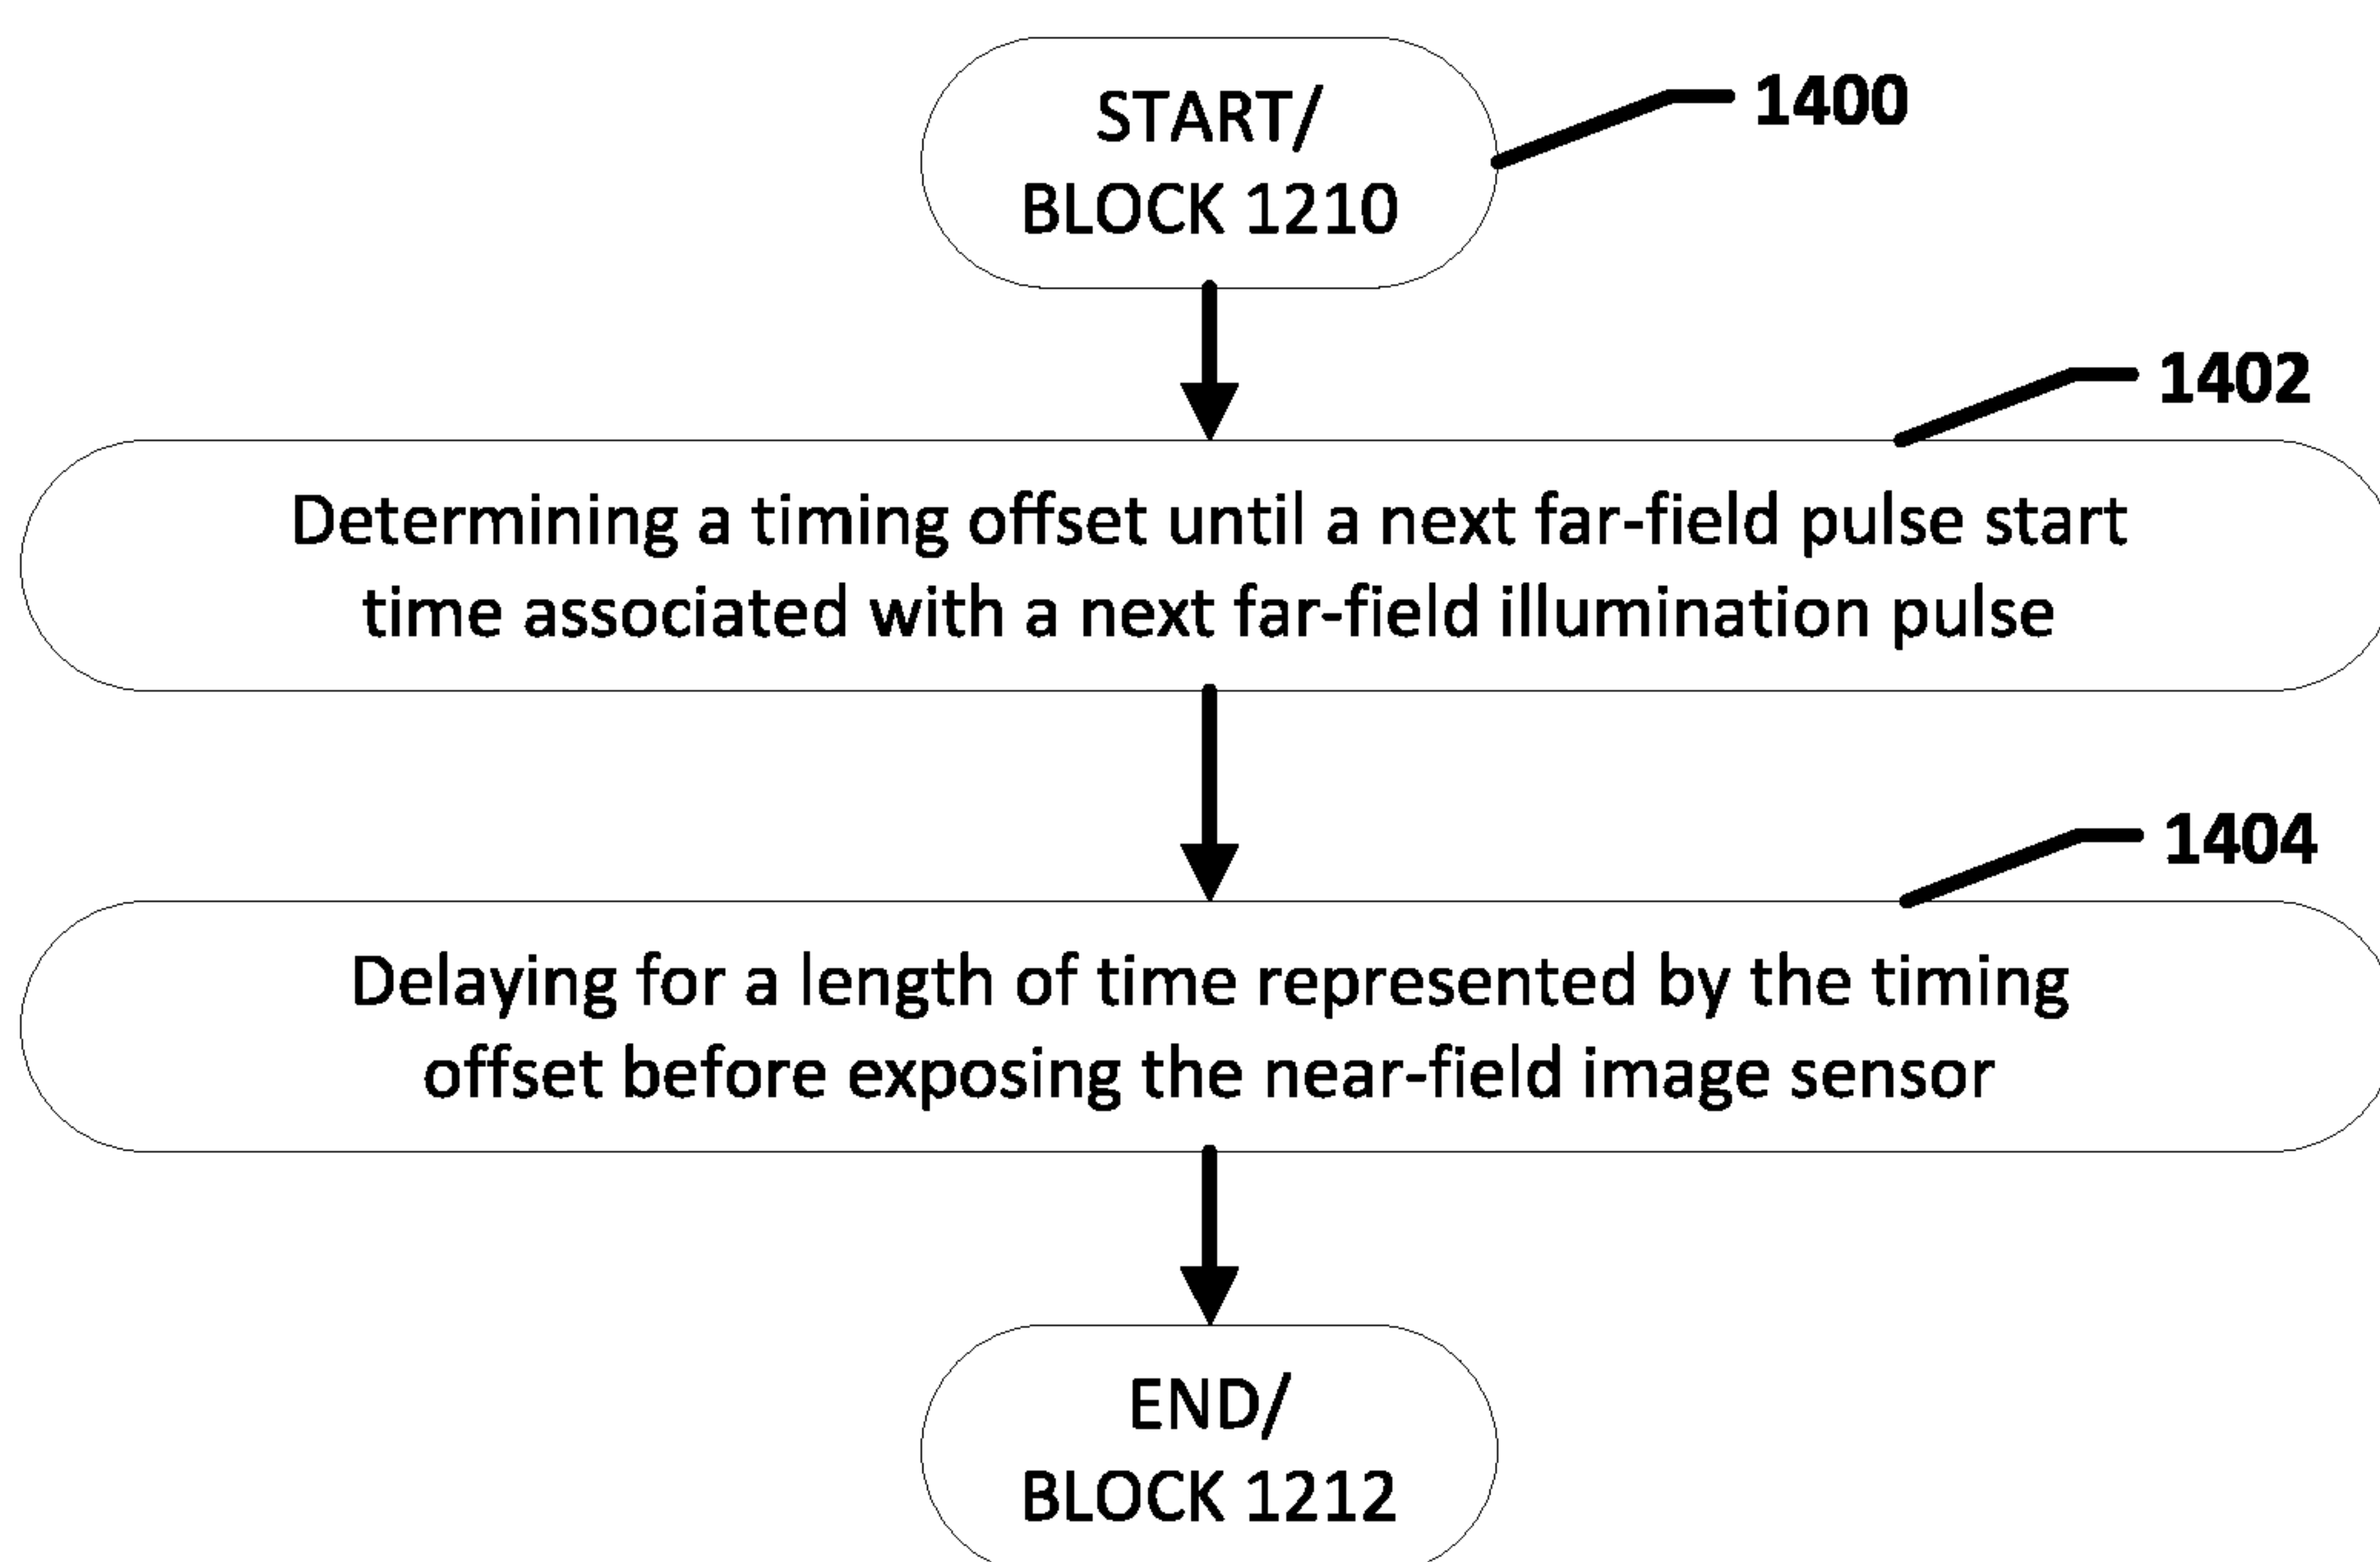 START/
BLOCK 1210
1400
1402
Determining a timing offset until a next far-field pulse start
time associated with a next far-field illumination pulse
1404
Delaying for a length of time represented by the timing
offset before exposing the near-field image sensor
END/
BLOCK 1212